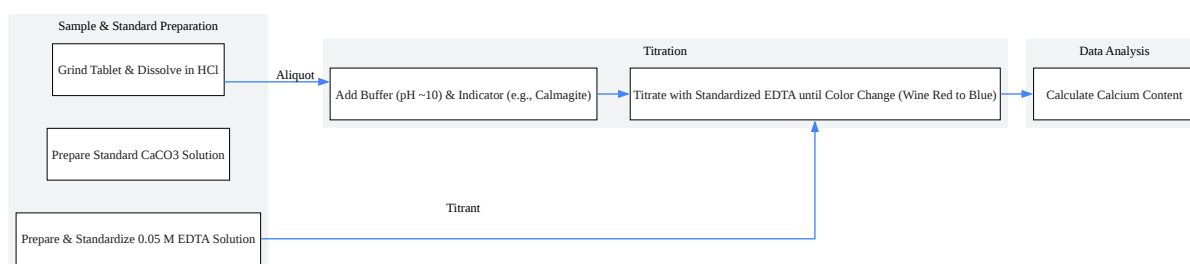 Sample & Standard Preparation
Grind Tablet & Dissolve in HCl
Prepare Standard CaCO3 Solution
Prepare & Standardize 0.05 M EDTA Solution
Aliquot
Titrant
Titration
Add Buffer (pH ~10) & Indicator (e.g., Calmagite)
Titrate with Standardized EDTA until Color Change (Wine Red to Blue)
Data Analysis
Calculate Calcium Content